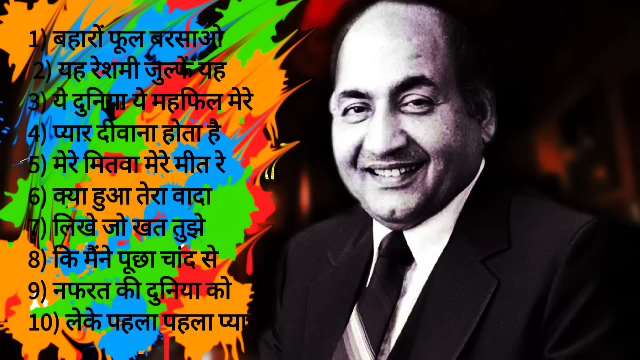 1) बहारों फूल बरसाओ
2) यह रेशमी जुल्फें यह
3) ये दुनिया ये महफिल मेरे
4) प्यार दीवाना होता है
5) मेरे मितवा मेरे मीत रे
6) क्या हुआ तेरा वादा
7) लिखे जो खत तुझे
8) कि मैंने पूछा चांद से
9) नफरत की दुनिया को
10) लेके पहला पहला प्या